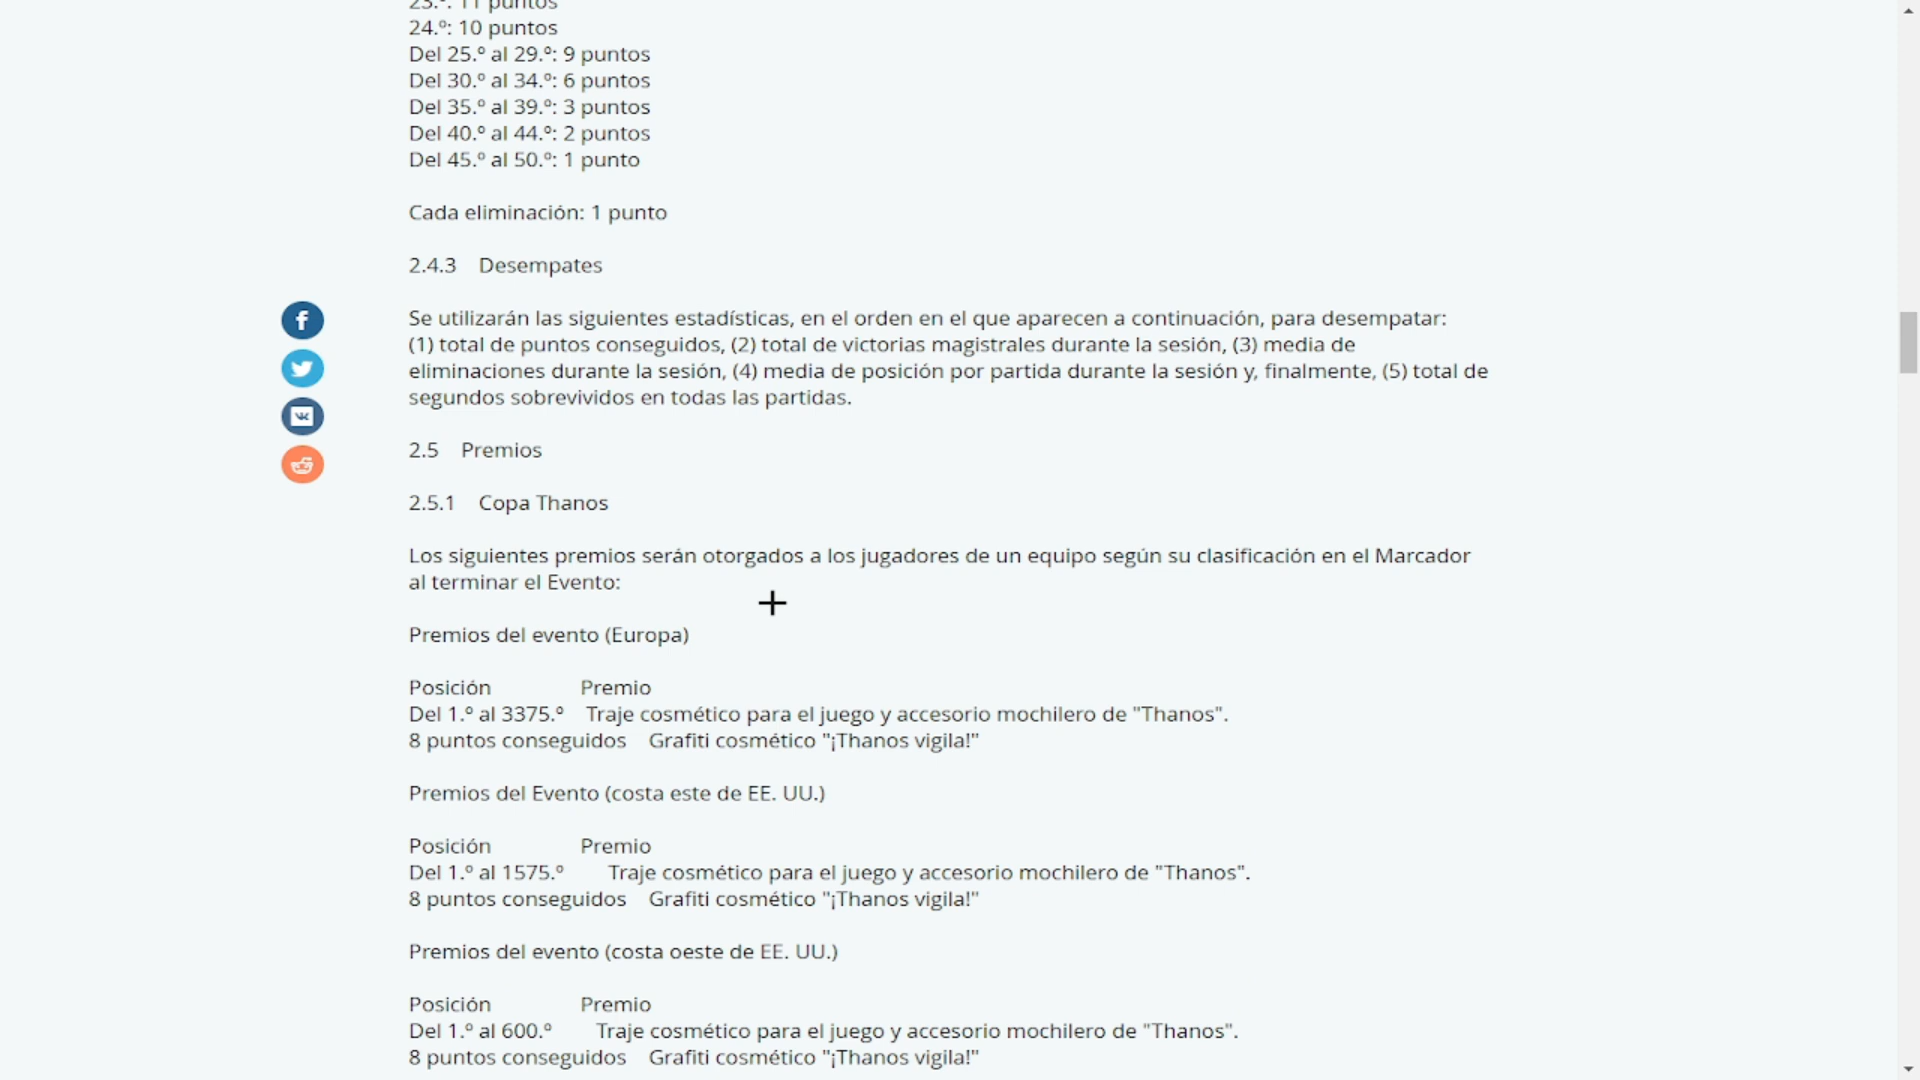 23.º: 11 puntos
24.º: 10 puntos
Del 25.º al 29.º: 9 puntos
Del 30.º al 34.º: 6 puntos
Del 35.º al 39.º: 3 puntos
Del 40.º al 44.º: 2 puntos
Del 45.º al 50.º: 1 punto
Cada eliminación: 1 punto
2.4.3 Desempates
Se utilizarán las siguientes estadísticas, en el orden en el que aparecen a continuación, para desempatar:
(1) total de puntos conseguidos, (2) total de victorias magistrales durante la sesión, (3) media de
eliminaciones durante la sesión, (4) media de posición por partida durante la sesión y, finalmente, (5) total de
segundos sobrevividos en todas las partidas.
2.5 Premios
2.5.1 Copa Thanos
Los siguientes premios serán otorgados a los jugadores de un equipo según su clasificación en el Marcador
al terminar el Evento:
Premios del evento (Europa)
Posición Premio
Del 1.º al 3375.º Traje cosmético para el juego y accesorio mochilero de "Thanos".
8 puntos conseguidos Grafiti cosmético "¡Thanos vigila!"
Premios del Evento (costa este de EE. UU.)
Posición Premio
Del 1.º al 1575.º Traje cosmético para el juego y accesorio mochilero de "Thanos".
8 puntos conseguidos Grafiti cosmético "¡Thanos vigila!"
Premios del evento (costa oeste de EE. UU.)
Posición Premio
Del 1.º al 600.º Traje cosmético para el juego y accesorio mochilero de "Thanos".
8 puntos conseguidos Grafiti cosmético "¡Thanos vigila!"